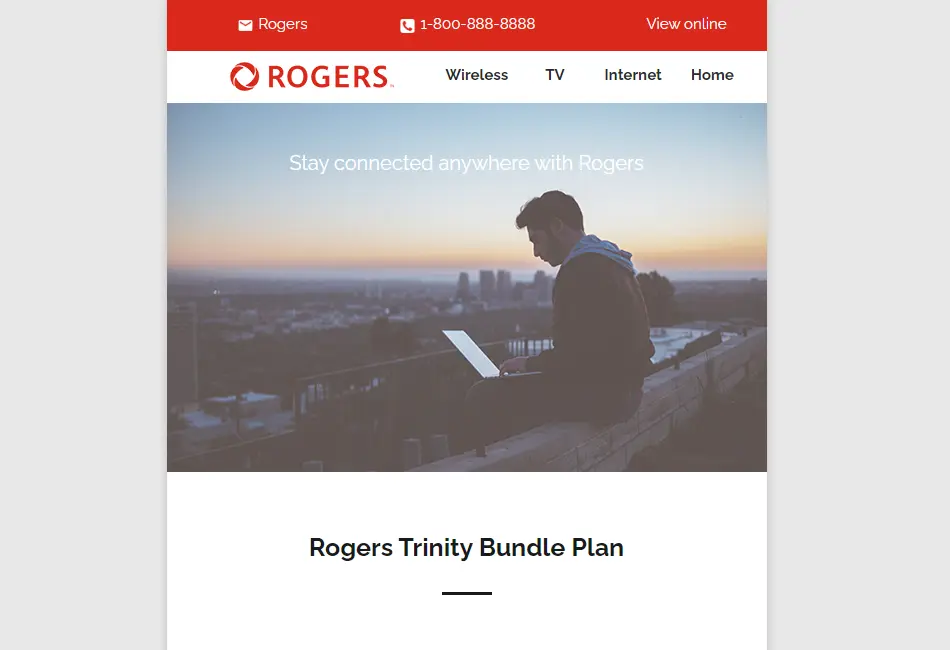 Rogers 1-800-888-8888 View online
ROGERS Wireless TV Internet Home
Stay connected anywhere with Rogers
Rogers Trinity Bundle Plan